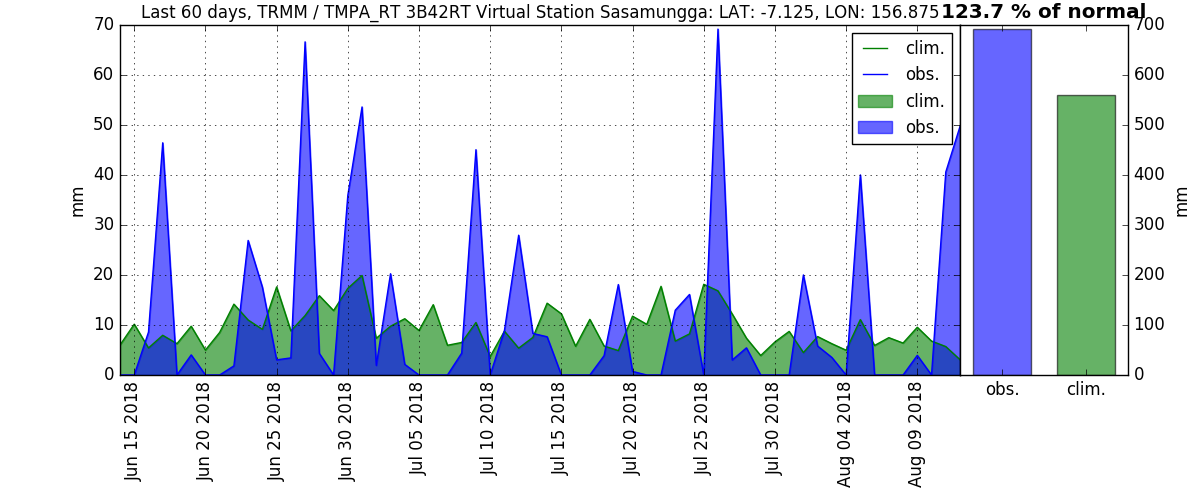 Last 60 days, TRMM / TMPA_RT 3B42RT Virtual Station Sasamungga: LAT: -7.125, LON: 156.875
123.7 % of normal
70
60
50
40
30
20
10
0
mm
clim.
obs.
clim.
obs.
Jun 15 2018
Jun 20 2018
Jun 25 2018
Jun 30 2018
Jul 05 2018
Jul 10 2018
Jul 15 2018
Jul 20 2018
Jul 25 2018
Jul 30 2018
Aug 04 2018
Aug 09 2018
obs.
clim.
700
600
500
400
300
200
100
0
mm